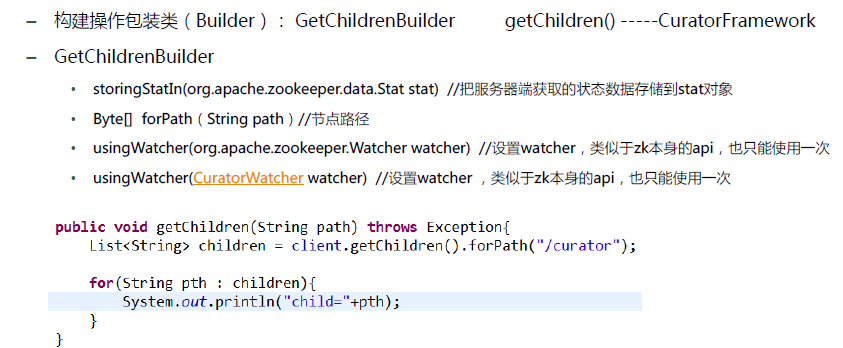 – 构建操作包装类（Builder）： GetChildrenBuilder getChildren() -----CuratorFramework
– GetChildrenBuilder
• storingStatIn(org.apache.zookeeper.data.Stat stat) //把服务器端获取的状态数据存储到stat对象
• Byte[] forPath（String path）//节点路径
• usingWatcher(org.apache.zookeeper.Watcher watcher) //设置watcher，类似于zk本身的api，也只能使用一次
• usingWatcher(CuratorWatcher watcher) //设置watcher ，类似于zk本身的api，也只能使用一次
public void getChildren(String path) throws Exception{
List<String> children = client.getChildren().forPath("/curator");
for(String pth : children){
System.out.println("child="+pth);
}
}